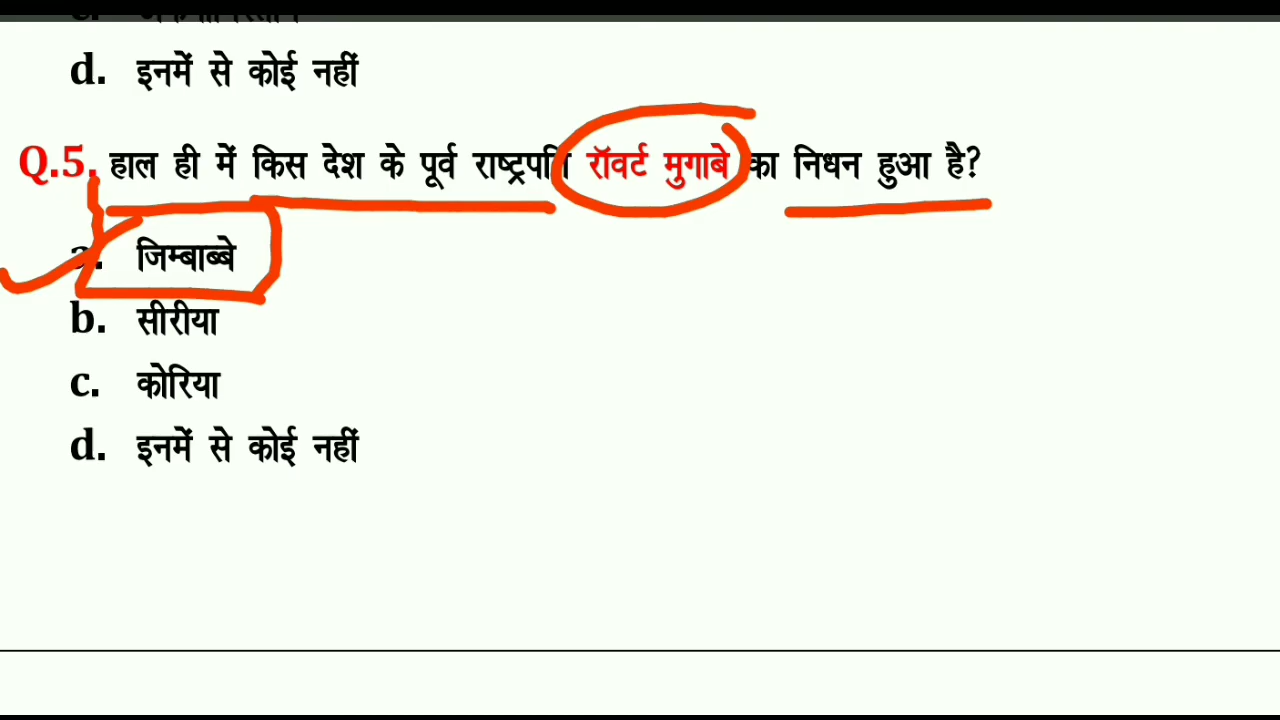 d. इनमें से कोई नहीं
Q.5. हाल ही में किस देश के पूर्व राष्ट्रपति रॉवर्ट मुगाबे का निधन हुआ है?
a. जिम्बाब्बे
b. सीरीया
c. कोरिया
d. इनमें से कोई नहीं